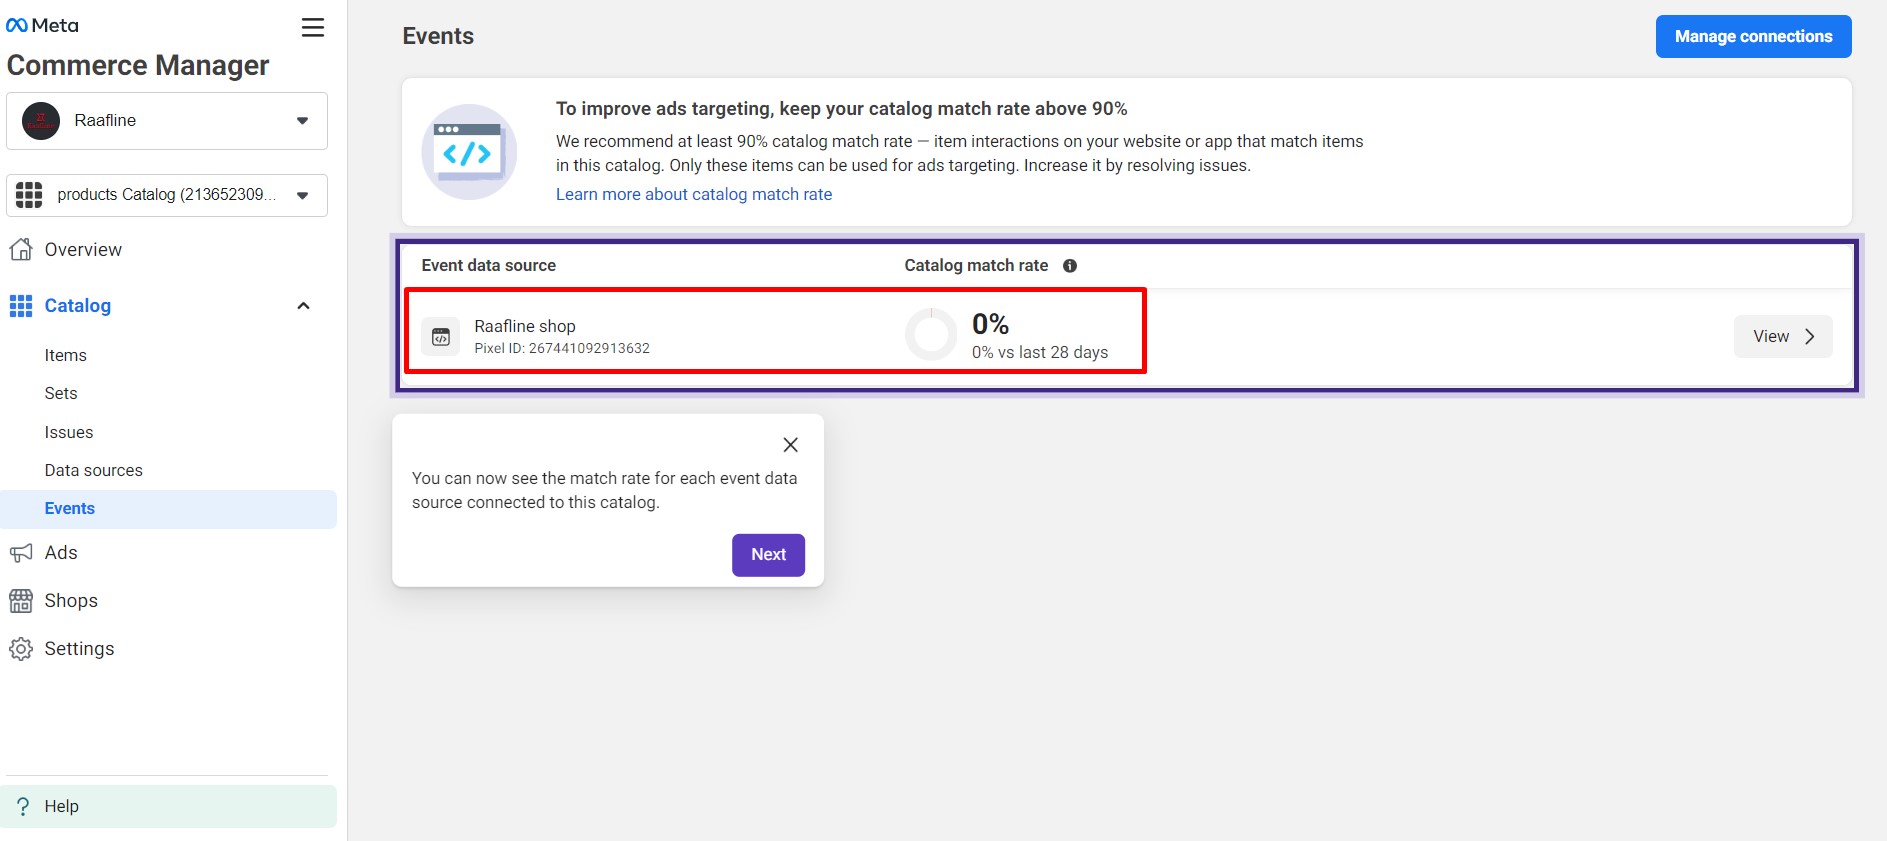 Meta
Commerce Manager
Raafline
products Catalog (213652309...
Overview
Catalog
Items
Sets
Issues
Data sources
Events
Ads
Shops
Settings
? Help
Events
Manage connections
To improve ads targeting, keep your catalog match rate above 90%
We recommend at least 90% catalog match rate — item interactions on your website or app that match items
in this catalog. Only these items can be used for ads targeting. Increase it by resolving issues.
Learn more about catalog match rate
Event data source
Catalog match rate
Raafline shop
Pixel ID: 267441092913632
0%
0% vs last 28 days
View
You can now see the match rate for each event data
source connected to this catalog.
Next